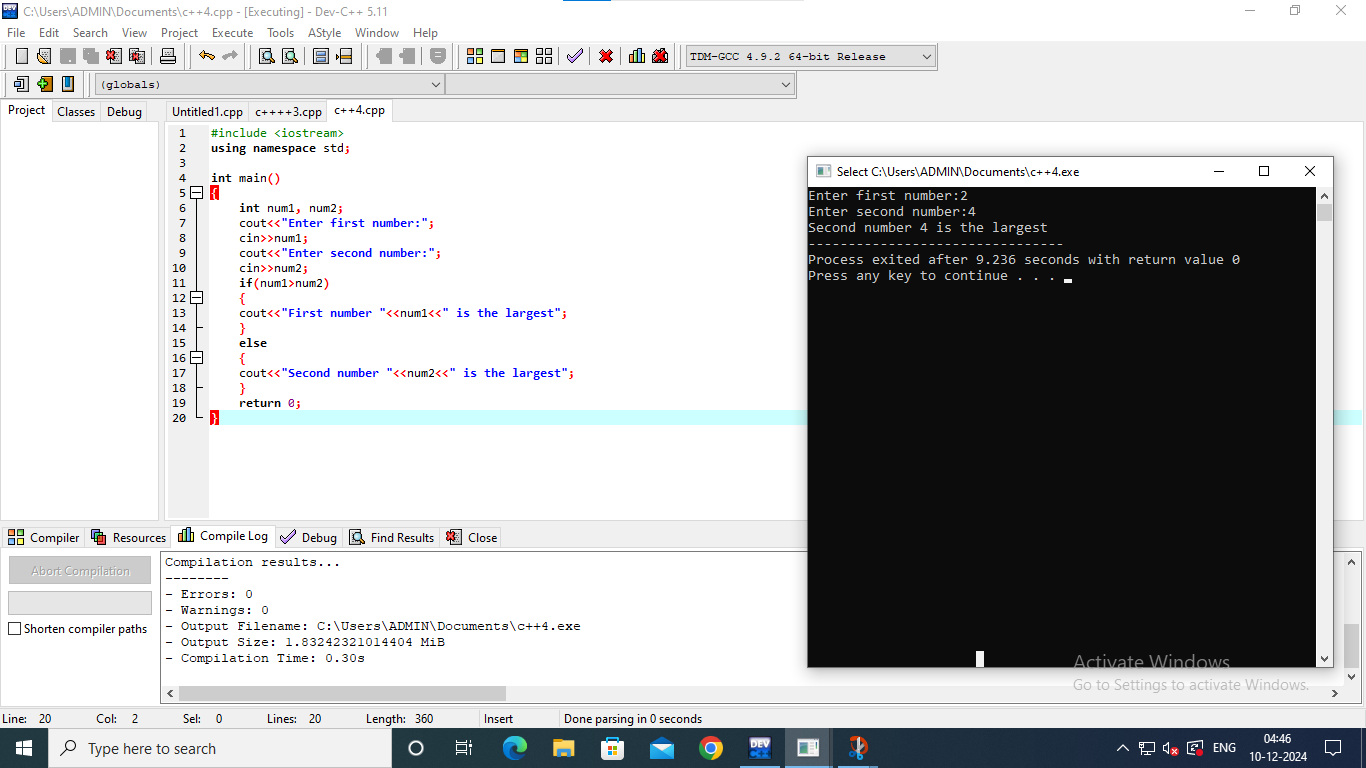 C:\Users\ADMIN\Documents\c++4.cpp - [Executing] - Dev-C++ 5.11
File Edit Search View Project Execute Tools AStyle Window Help
TDM-GCC 4.9.2 64-bit Release
(globals)
Project Classes Debug
Untitled1.cpp c++++3.cpp c++4.cpp
1 #include <iostream>
2 using namespace std;
3
4 int main()
5 {
6 int num1, num2;
7 cout<<"Enter first number:";
8 cin>>num1;
9 cout<<"Enter second number:";
10 cin>>num2;
11 if(num1>num2)
12 {
13 cout<<"First number "<<num1<<" is the largest";
14 }
15 else
16 {
17 cout<<"Second number "<<num2<<" is the largest";
18 }
19 return 0;
20 }
Select C:\Users\ADMIN\Documents\c++4.exe
Enter first number:2
Enter second number:4
Second number 4 is the largest
--------------------------------
Process exited after 9.236 seconds with return value 0
Press any key to continue . . .
Compiler Resources Compile Log Debug Find Results Close
Abort Compilation
Shorten compiler paths
Compilation results...
--------
- Errors: 0
- Warnings: 0
- Output Filename: C:\Users\ADMIN\Documents\c++4.exe
- Output Size: 1.83242321014404 MiB
- Compilation Time: 0.30s
Activate Windows
Go to Settings to activate Windows.
Line: 20 Col: 2 Sel: 0 Lines: 20 Length: 360 Insert Done parsing in 0 seconds
Type here to search
DEV
ENG
04:46
10-12-2024